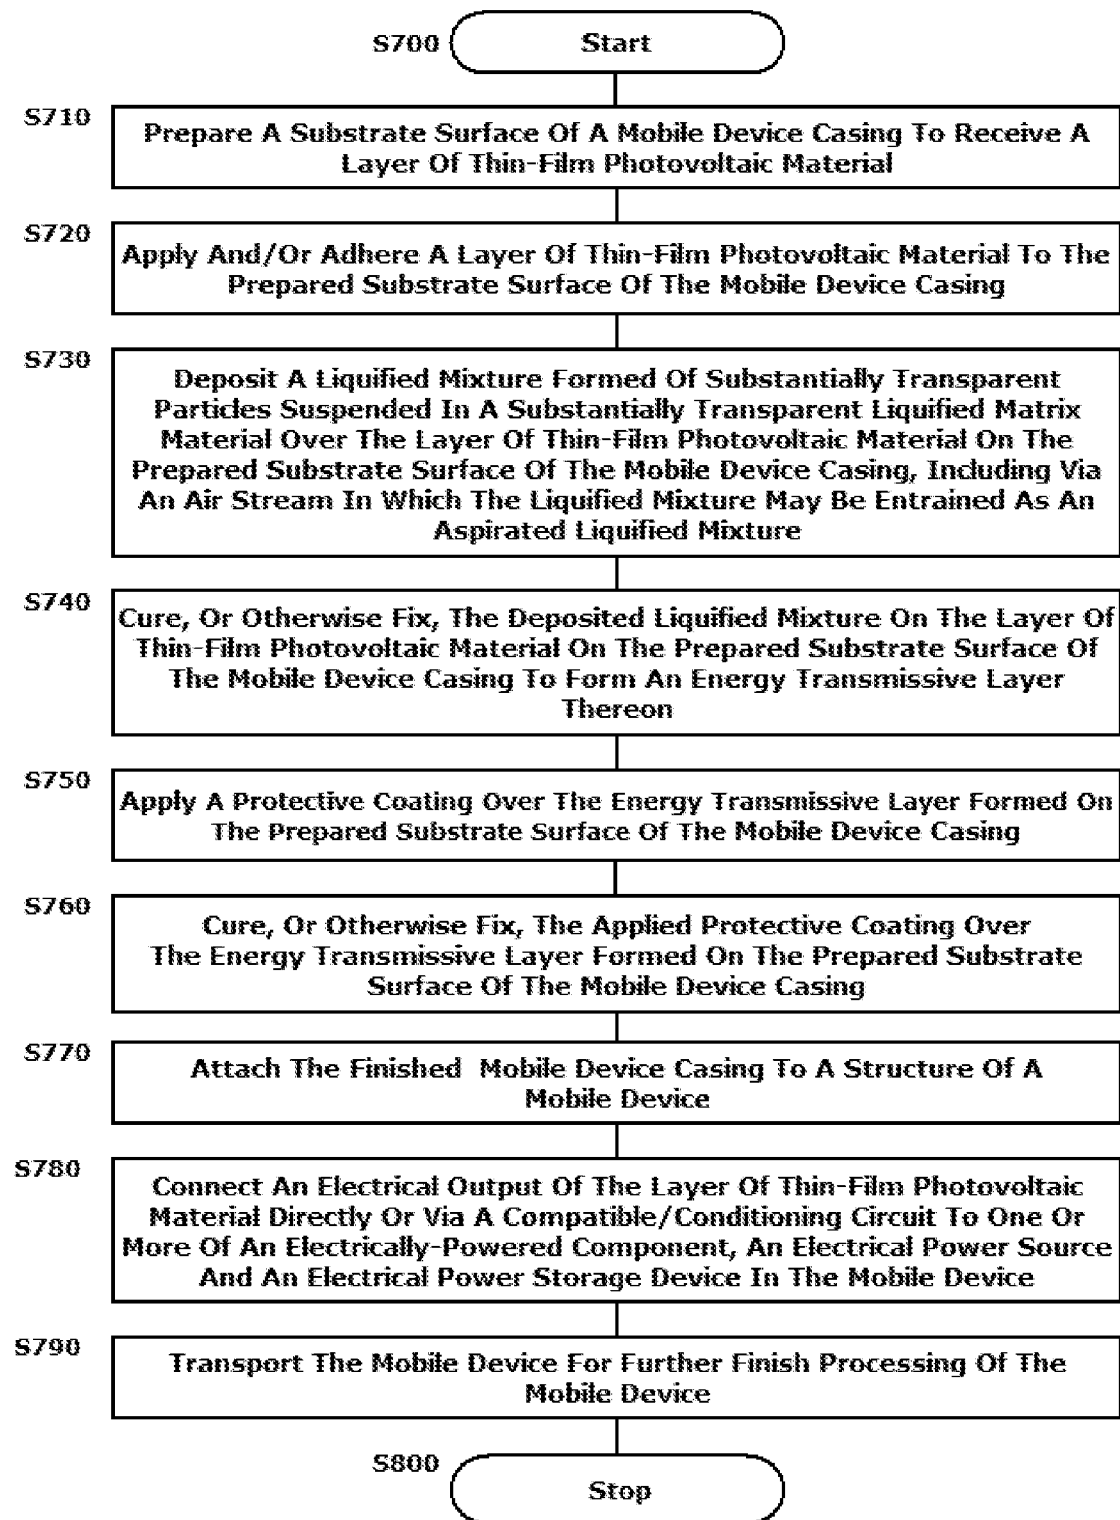 S700 Start
S710
Prepare A Substrate Surface Of A Mobile Device Casing To Receive A
Layer Of Thin-Film Photovoltaic Material
S720
Apply And/Or Adhere A Layer Of Thin-Film Photovoltaic Material To The
Prepared Substrate Surface Of The Mobile Device Casing
S730
Deposit A Liquified Mixture Formed Of Substantially Transparent
Particles Suspended In A Substantially Transparent Liquified Matrix
Material Over The Layer Of Thin-Film Photovoltaic Material On The
Prepared Substrate Surface Of The Mobile Device Casing, Including Via
An Air Stream In Which The Liquified Mixture May Be Entrained As An
Aspirated Liquified Mixture
S740
Cure, Or Otherwise Fix, The Deposited Liquified Mixture On The Layer Of
Thin-Film Photovoltaic Material On The Prepared Substrate Surface Of
The Mobile Device Casing To Form An Energy Transmissive Layer
Thereon
S750
Apply A Protective Coating Over The Energy Transmissive Layer Formed On
The Prepared Substrate Surface Of The Mobile Device Casing
S760
Cure, Or Otherwise Fix, The Applied Protective Coating Over
The Energy Transmissive Layer Formed On The Prepared Substrate
Surface Of The Mobile Device Casing
S770
Attach The Finished Mobile Device Casing To A Structure Of A
Mobile Device
S780
Connect An Electrical Output Of The Layer Of Thin-Film Photovoltaic
Material Directly Or Via A Compatible/Conditioning Circuit To One Or
More Of An Electrically-Powered Component, An Electrical Power Source
And An Electrical Power Storage Device In The Mobile Device
S790
Transport The Mobile Device For Further Finish Processing Of The
Mobile Device
S800
Stop